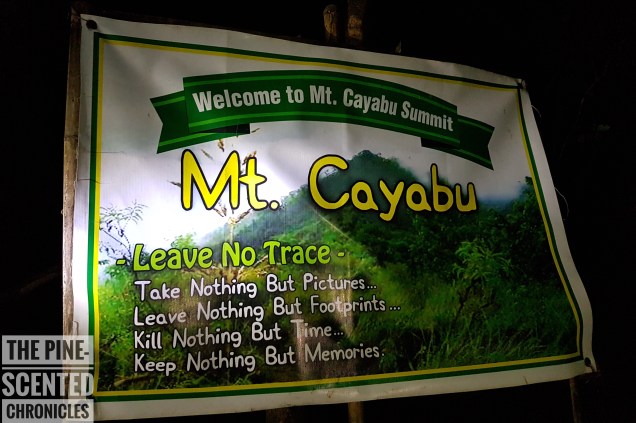 Welcome to Mt. Cayabu Summit
Mt. Cayabu
- Leave No Trace -
Take Nothing But Pictures...
Leave Nothing But Footprints...
Kill Nothing But Time...
Keep Nothing But Memories.
THE PINE-
SCENTED
CHRONICLES